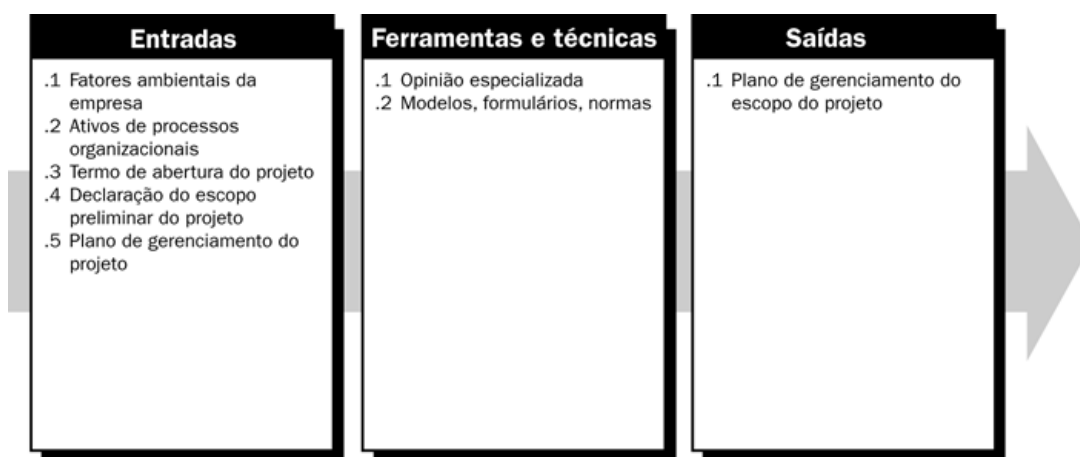 Entradas
.1 Fatores ambientais da
empresa
.2 Ativos de processos
organizacionais
.3 Termo de abertura do projeto
.4 Declaração do escopo
preliminar do projeto
.5 Plano de gerenciamento do
projeto
Ferramentas e técnicas
.1 Opinião especializada
.2 Modelos, formulários, normas
Saídas
.1 Plano de gerenciamento do
escopo do projeto